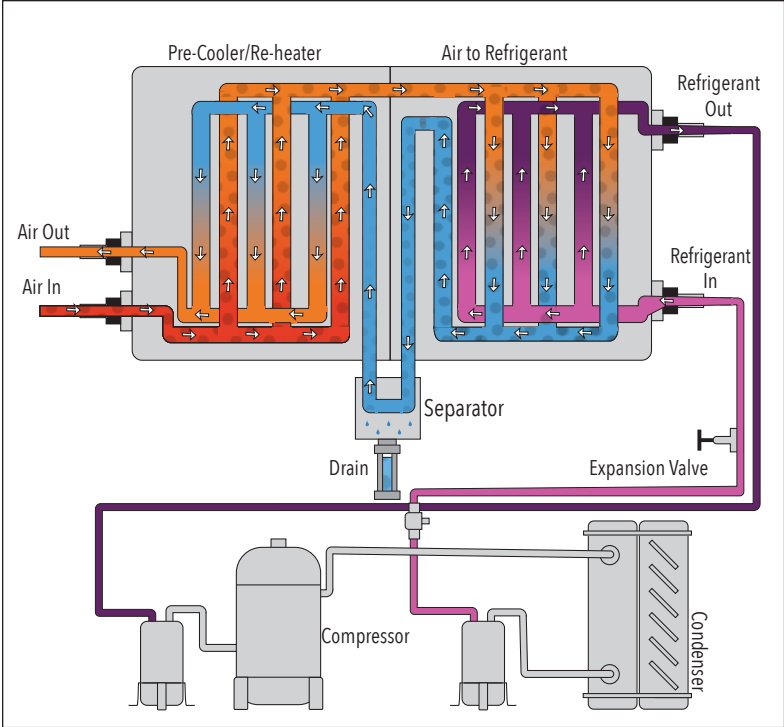 Pre-Cooler/Re-heater
Air to Refrigerant
Refrigerant
Out
Air Out
Air In
Refrigerant
In
Separator
Drain
Expansion Valve
Compressor
Condenser